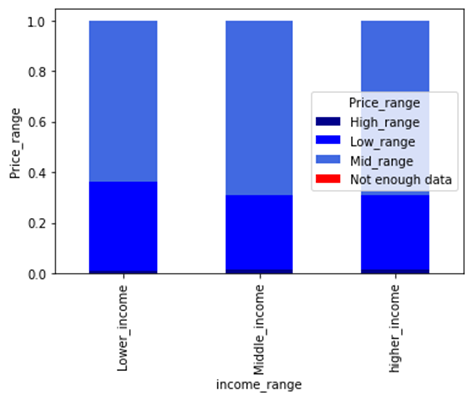 1.0
0.8
0.6
0.4
0.2
0.0
Price_range
Price_range
High_range
Low_range
Mid_range
Not enough data
Lower_income
Middle_income
higher_income
income_range